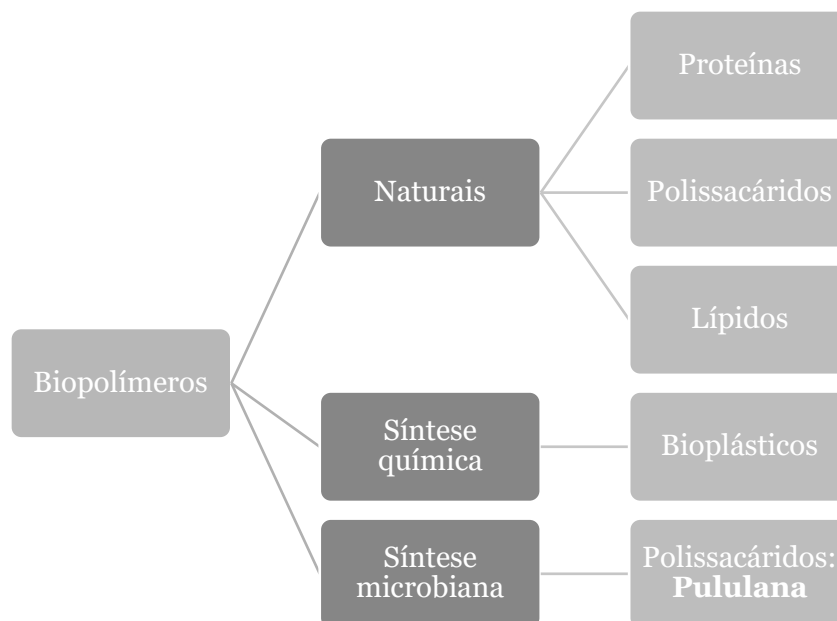 Biopolímeros
Naturais
Proteínas
Polissacáridos
Lípidos
Síntese
química
Bioplásticos
Síntese
microbiana
Polissacáridos:
Pululana